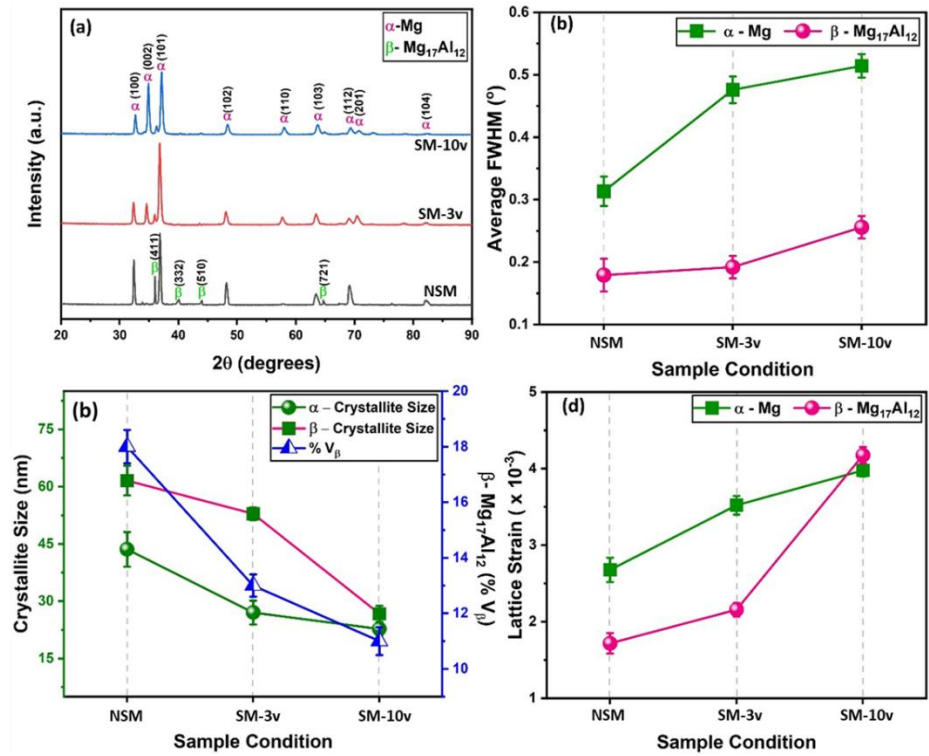 (a)
α-Mg
β- Mg17Al12
(100)
α
(002)
α
(101)
α
(102)
α
(110)
α
(103)
α
(112)
α
(201)
α
(104)
α
SM-10v
SM-3v
(411)
β
(332)
β
(510)
β
(721)
β
NSM
20 30 40 50 60 70 80 90
2θ (degrees)
Intensity (a.u.)
(b)
α - Mg
β - Mg17Al12
0.6
0.5
0.4
0.3
0.2
0.1
Average FWHM (º)
NSM SM-3v SM-10v
Sample Condition
(b)
α – Crystallite Size
β – Crystallite Size
% Vβ
75
60
45
30
15
Crystallite Size (nm)
20
18
16
14
12
10
β- Mg17Al12 (% Vβ)
NSM SM-3v SM-10v
Sample Condition
(d)
α - Mg
β - Mg17Al12
5
4
3
2
1
Lattice Strain ( x 10-3)
NSM SM-3v SM-10v
Sample Condition